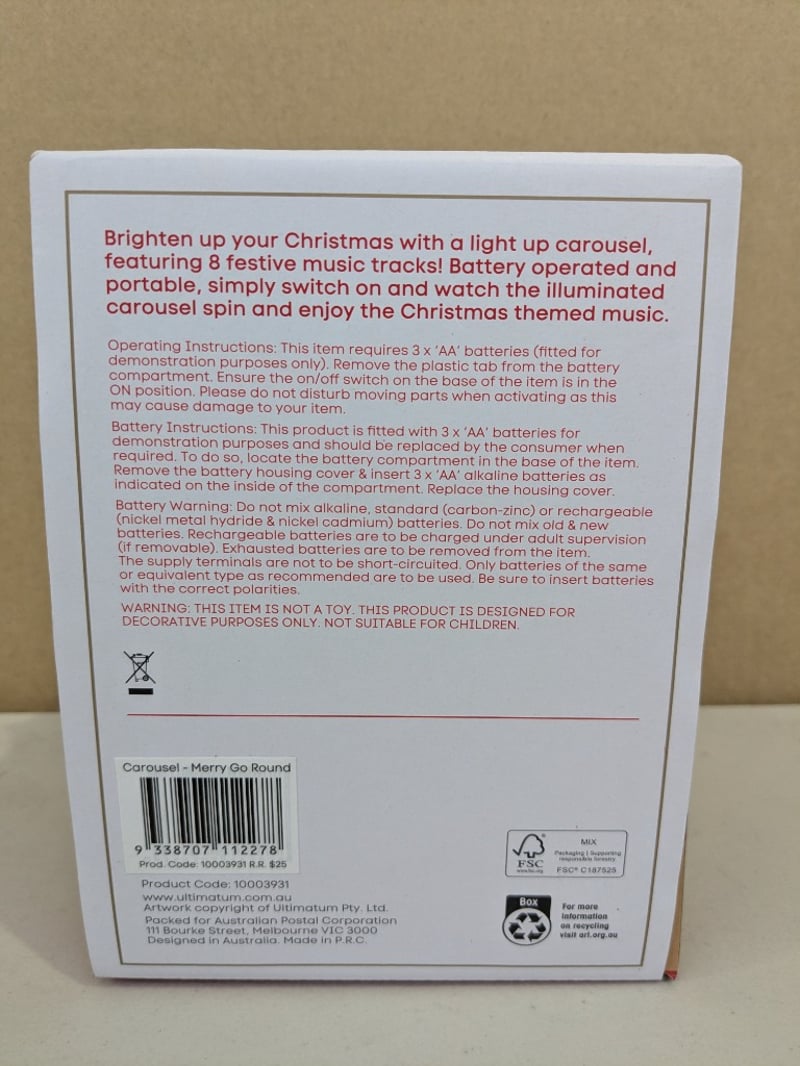 Brighten up your Christmas with a light up carousel,
featuring 8 festive music tracks! Battery operated and
portable, simply switch on and watch the illuminated
carousel spin and enjoy the Christmas themed music.
Operating Instructions: This item requires 3 x 'AA' batteries (fitted for
demonstration purposes only). Remove the plastic tab from the battery
compartment. Ensure the on/off switch on the base of the item is in the
ON position. Please do not disturb moving parts when activating as this
may cause damage to your item.
Battery Instructions: This product is fitted with 3 x 'AA' batteries for
demonstration purposes and should be replaced by the consumer when
required. To do so, locate the battery compartment in the base of the item.
Remove the battery housing cover & insert 3 x 'AA' alkaline batteries as
indicated on the inside of the compartment. Replace the housing cover.
Battery Warning: Do not mix alkaline, standard (carbon-zinc) or rechargeable
(nickel metal hydride & nickel cadmium) batteries. Do not mix old & new
batteries. Rechargeable batteries are to be charged under adult supervision
(if removable). Exhausted batteries are to be removed from the item.
The supply terminals are not to be short-circuited. Only batteries of the same
or equivalent type as recommended are to be used. Be sure to insert batteries
with the correct polarities.
WARNING: THIS ITEM IS NOT A TOY. THIS PRODUCT IS DESIGNED FOR
DECORATIVE PURPOSES ONLY. NOT SUITABLE FOR CHILDREN.
Carousel - Merry Go Round
9 338707 112278
Prod. Code: 10003931 R.R. $25
Product Code: 10003931
www.ultimatum.com.au
Artwork copyright of Ultimatum Pty. Ltd.
Packed for Australian Postal Corporation
111 Bourke Street, Melbourne VIC 3000
Designed in Australia. Made in P.R.C.
FSC
www.fsc.org
MIX
Packaging | Supporting
responsible forestry
FSC® C187525
BOX
For more
information
on recycling
visit arl.org.au